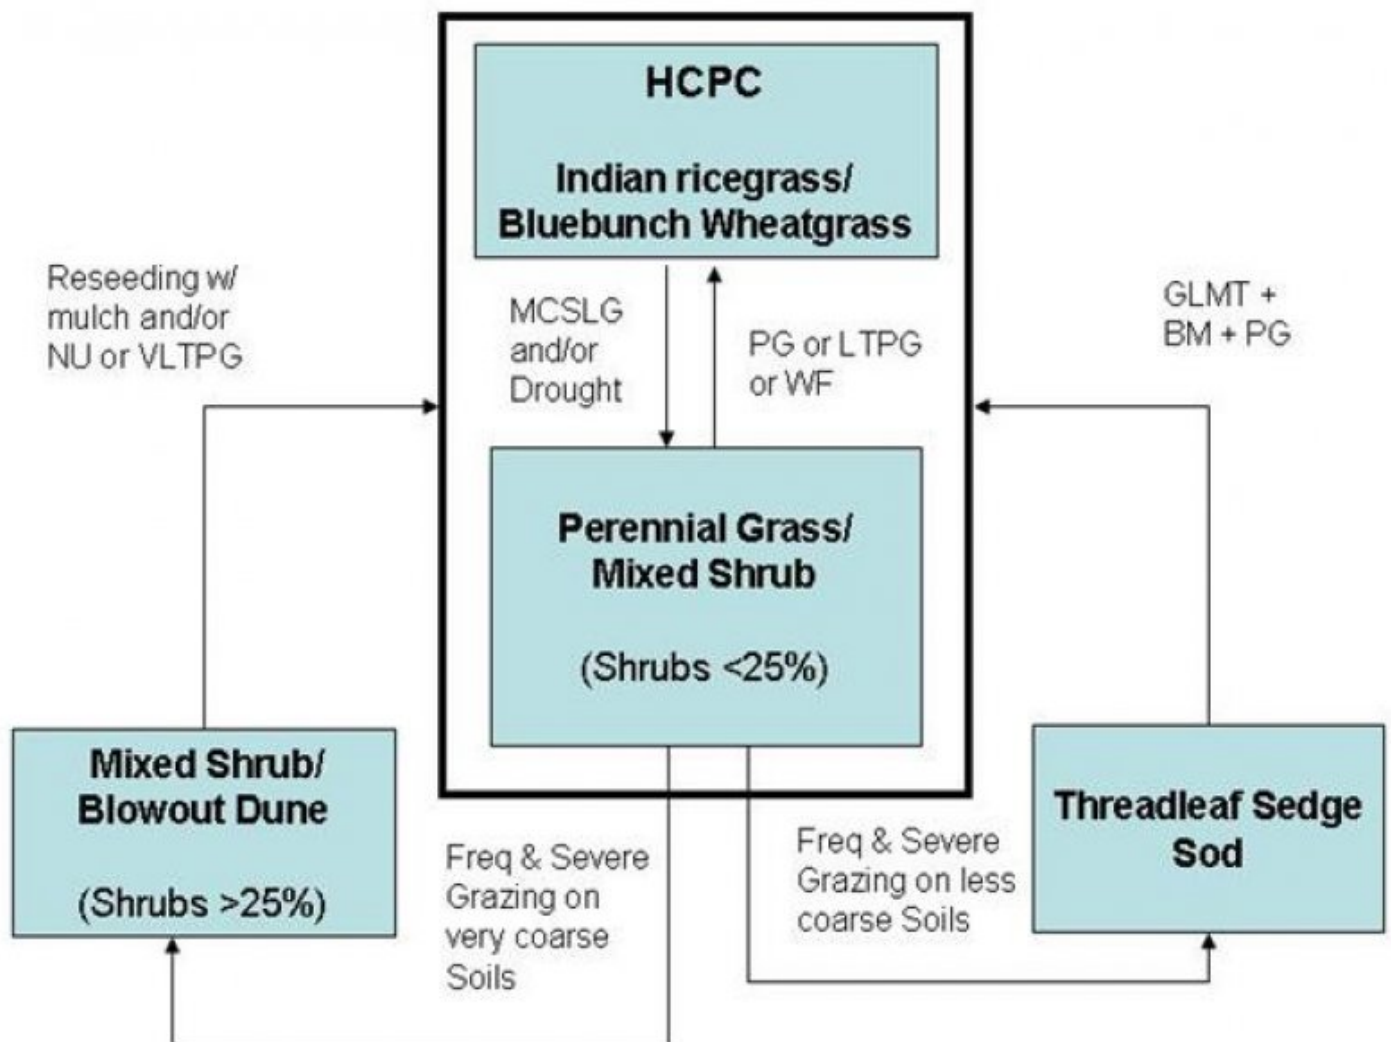 HCPC
Indian ricegrass/
Bluebunch Wheatgrass
Reseeding w/
mulch and/or
NU or VLTPG
MCSLG
and/or
Drought
PG or LTPG
or WF
GLMT +
BM + PG
Perennial Grass/
Mixed Shrub
(Shrubs <25%)
Mixed Shrub/
Blowout Dune
(Shrubs >25%)
Freq & Severe
Grazing on
very coarse
Soils
Freq & Severe
Grazing on less
coarse Soils
Threadleaf Sedge
Sod